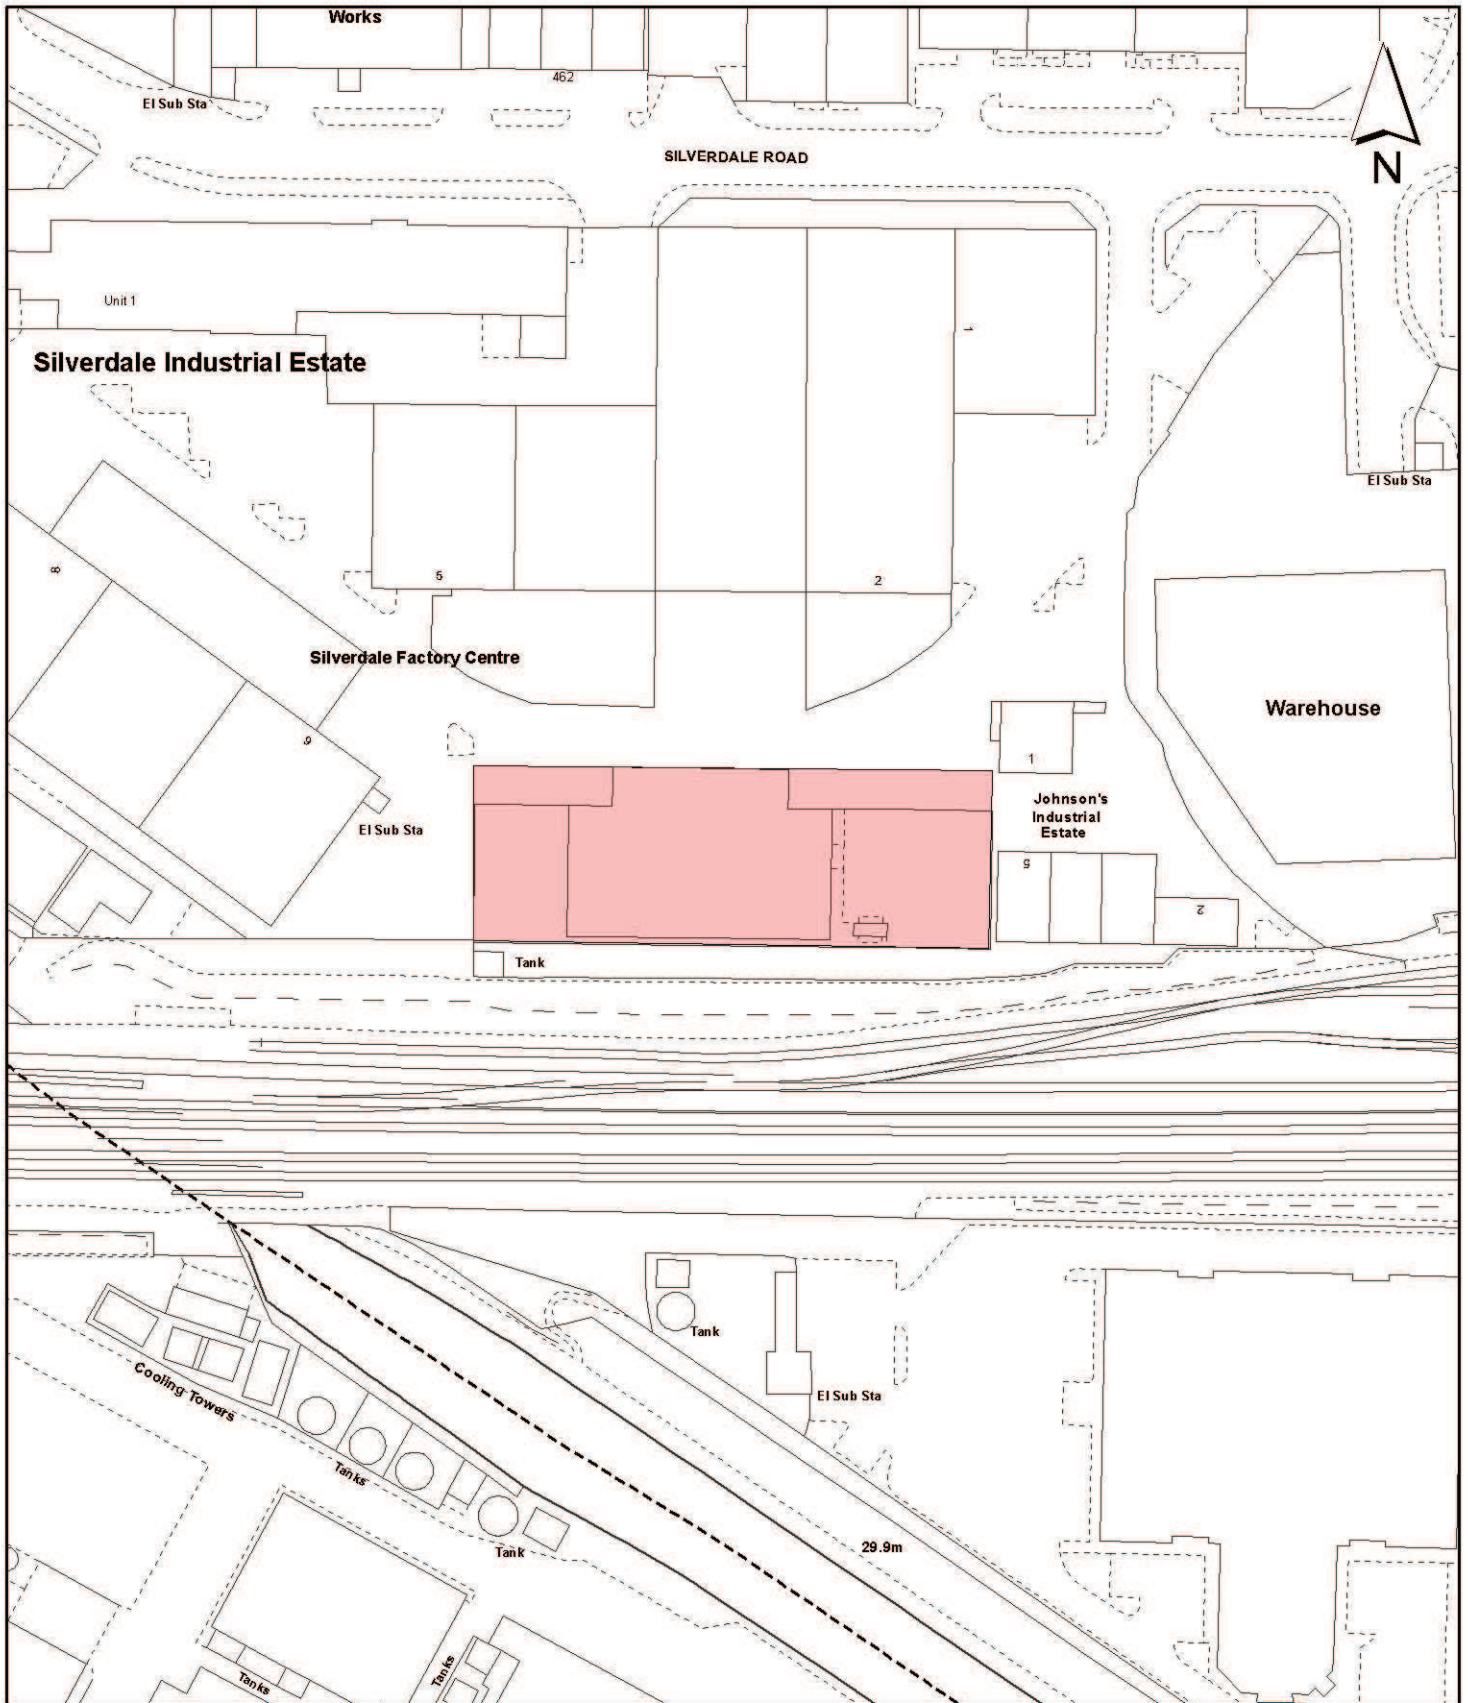 Works
462
El Sub Sta
SILVERDALE ROAD
N
Unit 1
1
Silverdale Industrial Estate
El Sub Sta
8
5
2
Silverdale Factory Centre
Warehouse
9
1
Johnson's
Industrial
Estate
El Sub Sta
5
2
Tank
Tank
Cooling Towers
El Sub Sta
Tanks
Tank
29.9m
Tanks
Tanks